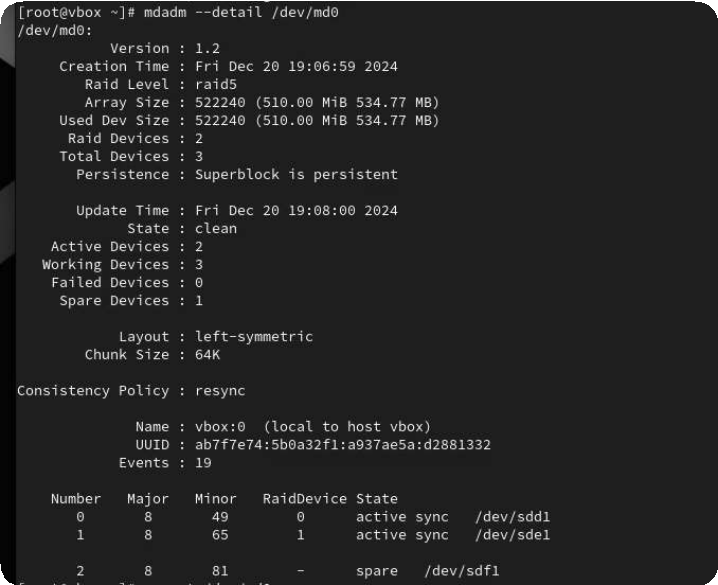 [root@vbox ~]# mdadm --detail /dev/md0
/dev/md0:
Version : 1.2
Creation Time : Fri Dec 20 19:06:59 2024
Raid Level : raid5
Array Size : 522240 (510.00 MiB 534.77 MB)
Used Dev Size : 522240 (510.00 MiB 534.77 MB)
Raid Devices : 2
Total Devices : 3
Persistence : Superblock is persistent
Update Time : Fri Dec 20 19:08:00 2024
State : clean
Active Devices : 2
Working Devices : 3
Failed Devices : 0
Spare Devices : 1
Layout : left-symmetric
Chunk Size : 64K
Consistency Policy : resync
Name : vbox:0  (local to host vbox)
UUID : ab7f7e74:5b0a32f1:a937ae5a:d2881332
Events : 19
Number Major Minor RaidDevice State
0 8 49 0 active sync /dev/sdd1
1 8 65 1 active sync /dev/sde1
2 8 81 - spare /dev/sdf1